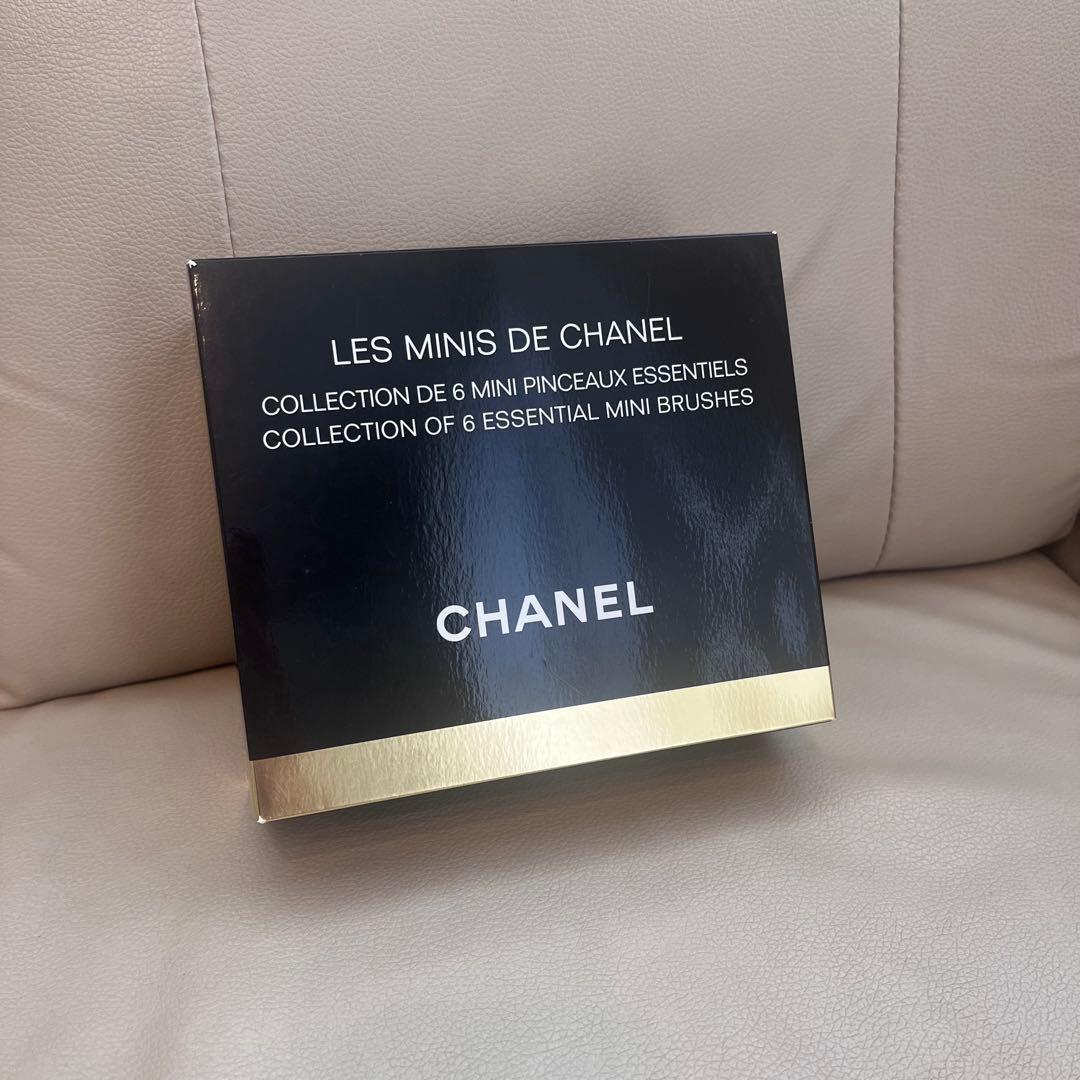 LES MINIS DE CHANEL
COLLECTION DE 6 MINI PINCEAUX ESSENTIELS
COLLECTION OF 6 ESSENTIAL MINI BRUSHES
CHANEL